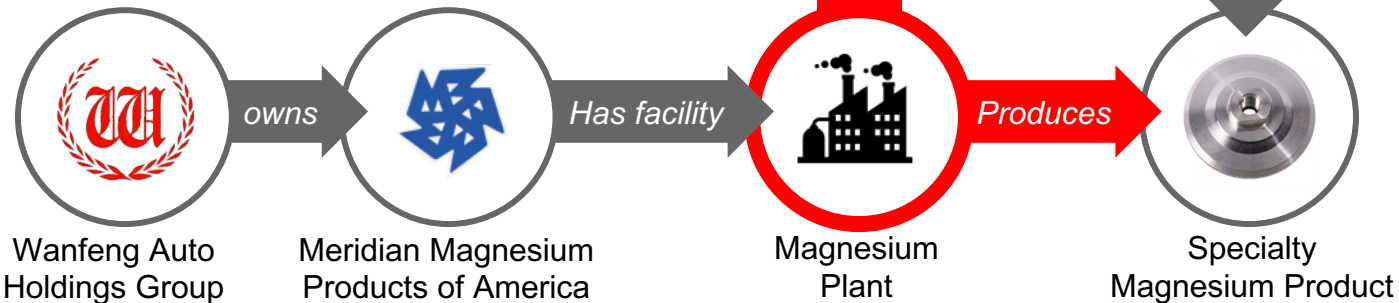 owns
Has facility
Produces
Wanfeng Auto
Holdings Group
Meridian Magnesium
Products of America
Magnesium
Plant
Specialty
Magnesium Product